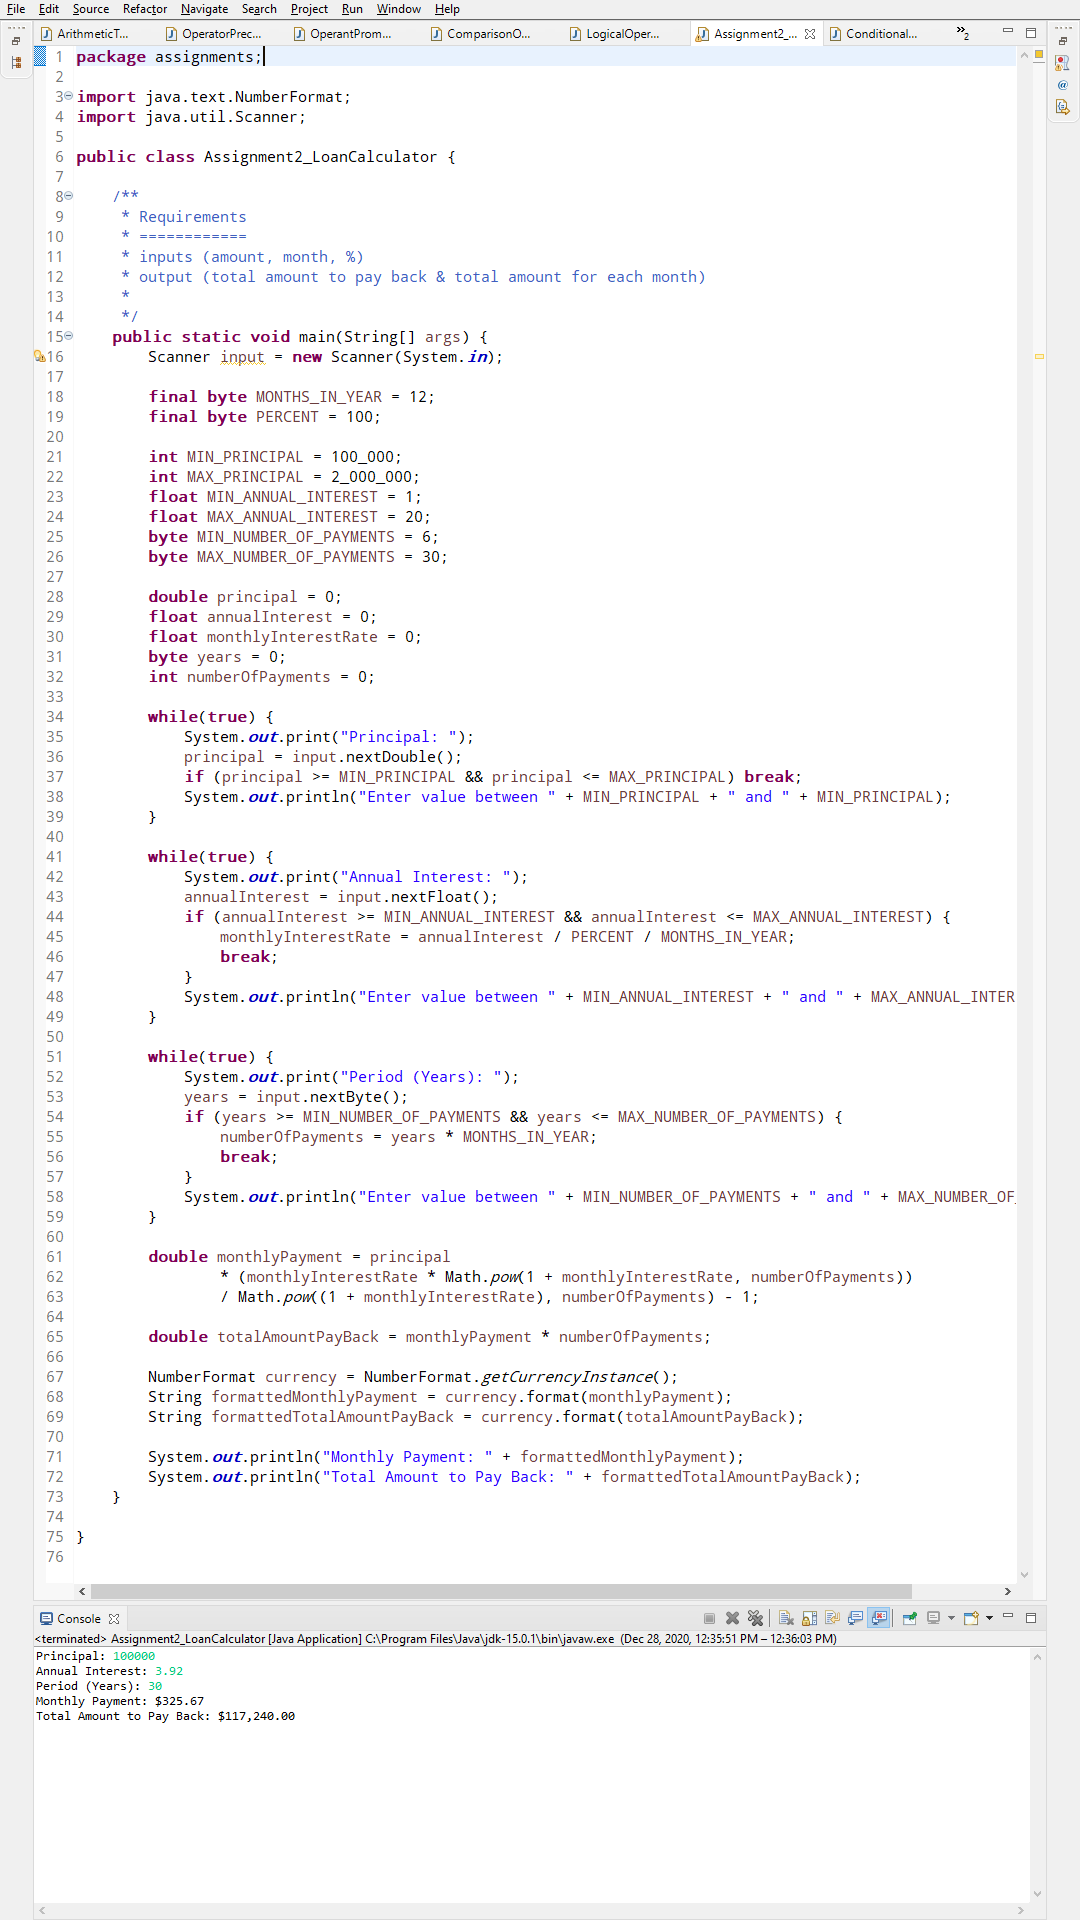 File Edit Source Refactor Navigate Search Project Run Window Help
ArithmeticT... OperatorPrec... OperantProm... ComparisonO... LogicalOper... Assignment2_... Conditional... »2
1 package assignments;
2
3 import java.text.NumberFormat;
4 import java.util.Scanner;
5
6 public class Assignment2_LoanCalculator {
7
8 /**
9 * Requirements
10 * ============
11 * inputs (amount, month, %)
12 * output (total amount to pay back & total amount for each month)
13 *
14 */
15 public static void main(String[] args) {
16 Scanner input = new Scanner(System.in);
17
18 final byte MONTHS_IN_YEAR = 12;
19 final byte PERCENT = 100;
20
21 int MIN_PRINCIPAL = 100_000;
22 int MAX_PRINCIPAL = 2_000_000;
23 float MIN_ANNUAL_INTEREST = 1;
24 float MAX_ANNUAL_INTEREST = 20;
25 byte MIN_NUMBER_OF_PAYMENTS = 6;
26 byte MAX_NUMBER_OF_PAYMENTS = 30;
27
28 double principal = 0;
29 float annualInterest = 0;
30 float monthlyInterestRate = 0;
31 byte years = 0;
32 int numberOfPayments = 0;
33
34 while(true) {
35 System.out.print("Principal: ");
36 principal = input.nextDouble();
37 if (principal >= MIN_PRINCIPAL && principal <= MAX_PRINCIPAL) break;
38 System.out.println("Enter value between " + MIN_PRINCIPAL + " and " + MIN_PRINCIPAL);
39 }
40
41 while(true) {
42 System.out.print("Annual Interest: ");
43 annualInterest = input.nextFloat();
44 if (annualInterest >= MIN_ANNUAL_INTEREST && annualInterest <= MAX_ANNUAL_INTEREST) {
45 monthlyInterestRate = annualInterest / PERCENT / MONTHS_IN_YEAR;
46 break;
47 }
48 System.out.println("Enter value between " + MIN_ANNUAL_INTEREST + " and " + MAX_ANNUAL_INTER
49 }
50
51 while(true) {
52 System.out.print("Period (Years): ");
53 years = input.nextByte();
54 if (years >= MIN_NUMBER_OF_PAYMENTS && years <= MAX_NUMBER_OF_PAYMENTS) {
55 numberOfPayments = years * MONTHS_IN_YEAR;
56 break;
57 }
58 System.out.println("Enter value between " + MIN_NUMBER_OF_PAYMENTS + " and " + MAX_NUMBER_OF_
59 }
60
61 double monthlyPayment = principal
62 * (monthlyInterestRate * Math.pow(1 + monthlyInterestRate, numberOfPayments))
63 / Math.pow((1 + monthlyInterestRate), numberOfPayments) - 1;
64
65 double totalAmountPayBack = monthlyPayment * numberOfPayments;
66
67 NumberFormat currency = NumberFormat.getCurrencyInstance();
68 String formattedMonthlyPayment = currency.format(monthlyPayment);
69 String formattedTotalAmountPayBack = currency.format(totalAmountPayBack);
70
71 System.out.println("Monthly Payment: " + formattedMonthlyPayment);
72 System.out.println("Total Amount to Pay Back: " + formattedTotalAmountPayBack);
73 }
74
75 }
76
Console
<terminated> Assignment2_LoanCalculator [Java Application] C:\Program Files\Java\jdk-15.0.1\bin\javaw.exe (Dec 28, 2020, 12:35:51 PM – 12:36:03 PM)
Principal: 100000
Annual Interest: 3.92
Period (Years): 30
Monthly Payment: $325.67
Total Amount to Pay Back: $117,240.00